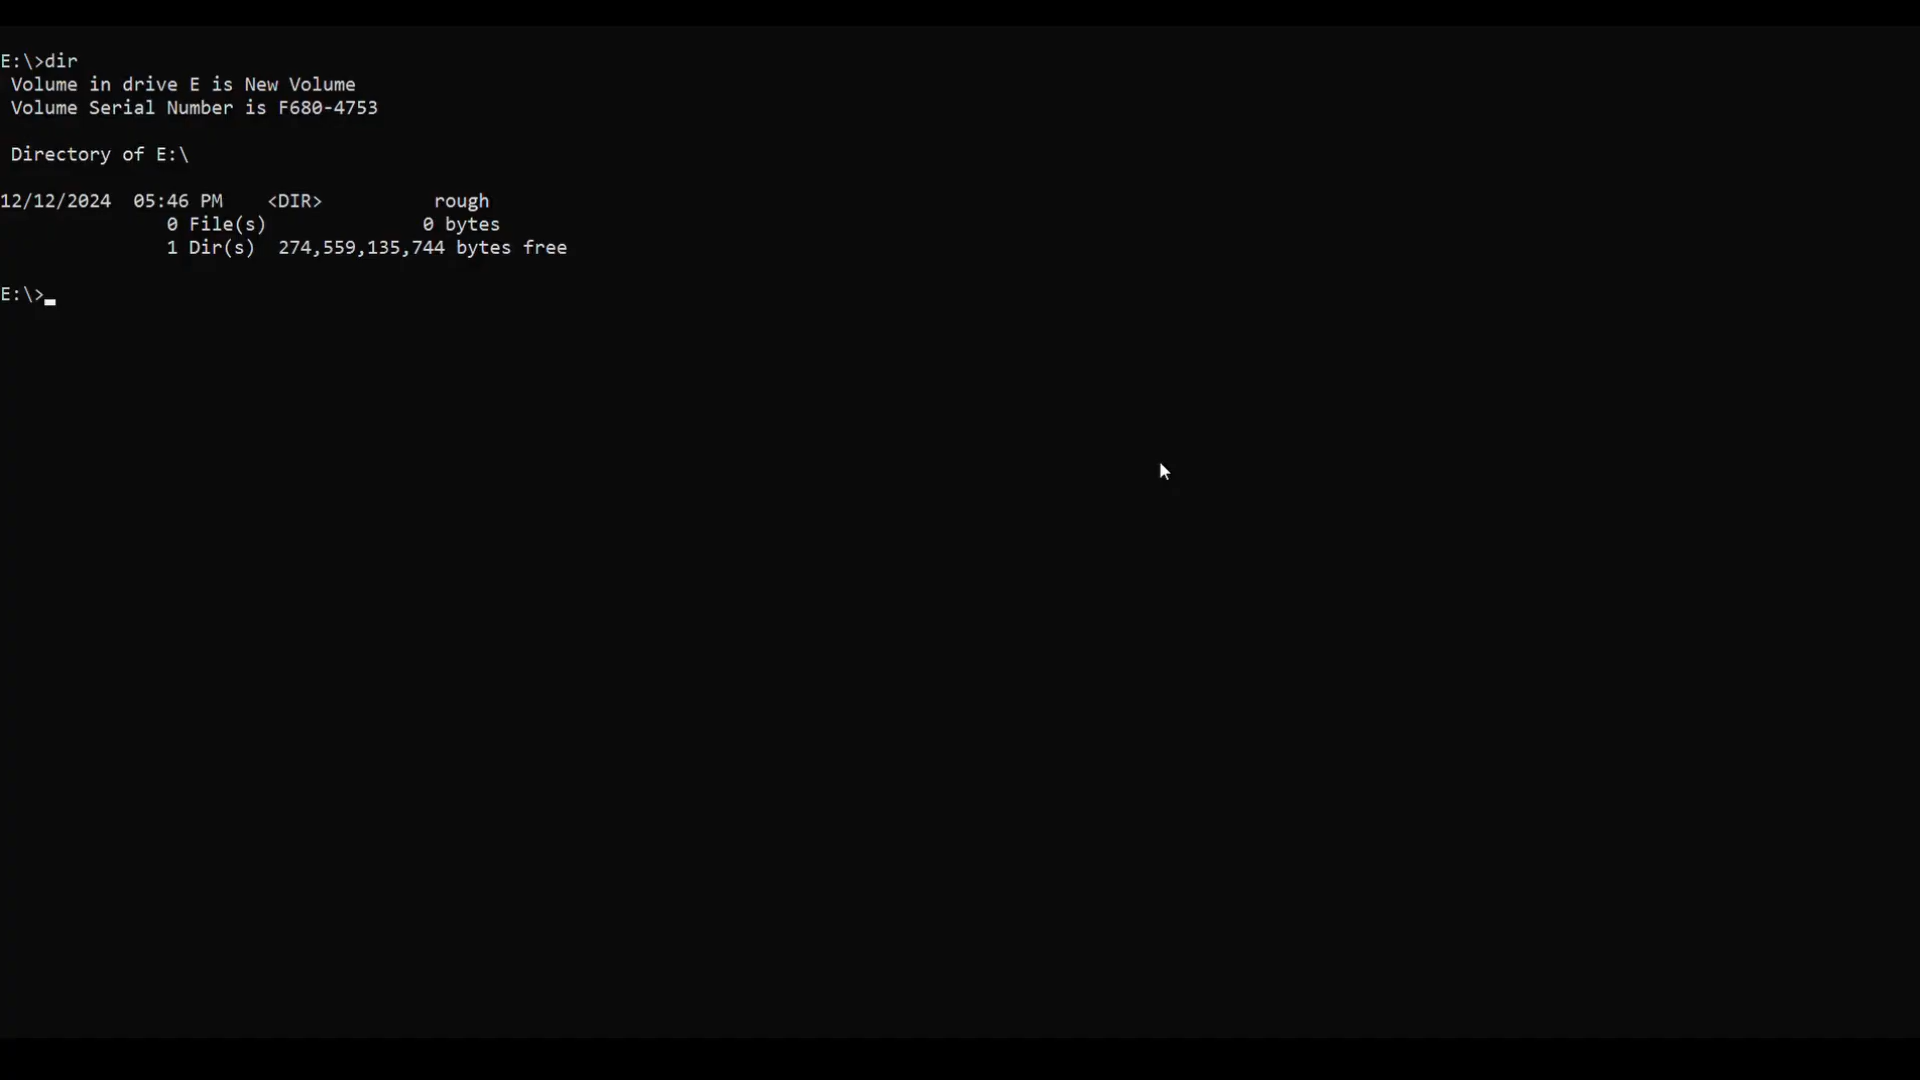 E:\>dir
 Volume in drive E is New Volume
 Volume Serial Number is F680-4753
 Directory of E:\
12/12/2024  05:46 PM    <DIR>          rough
               0 File(s)              0 bytes
               1 Dir(s)  274,559,135,744 bytes free
E:\>